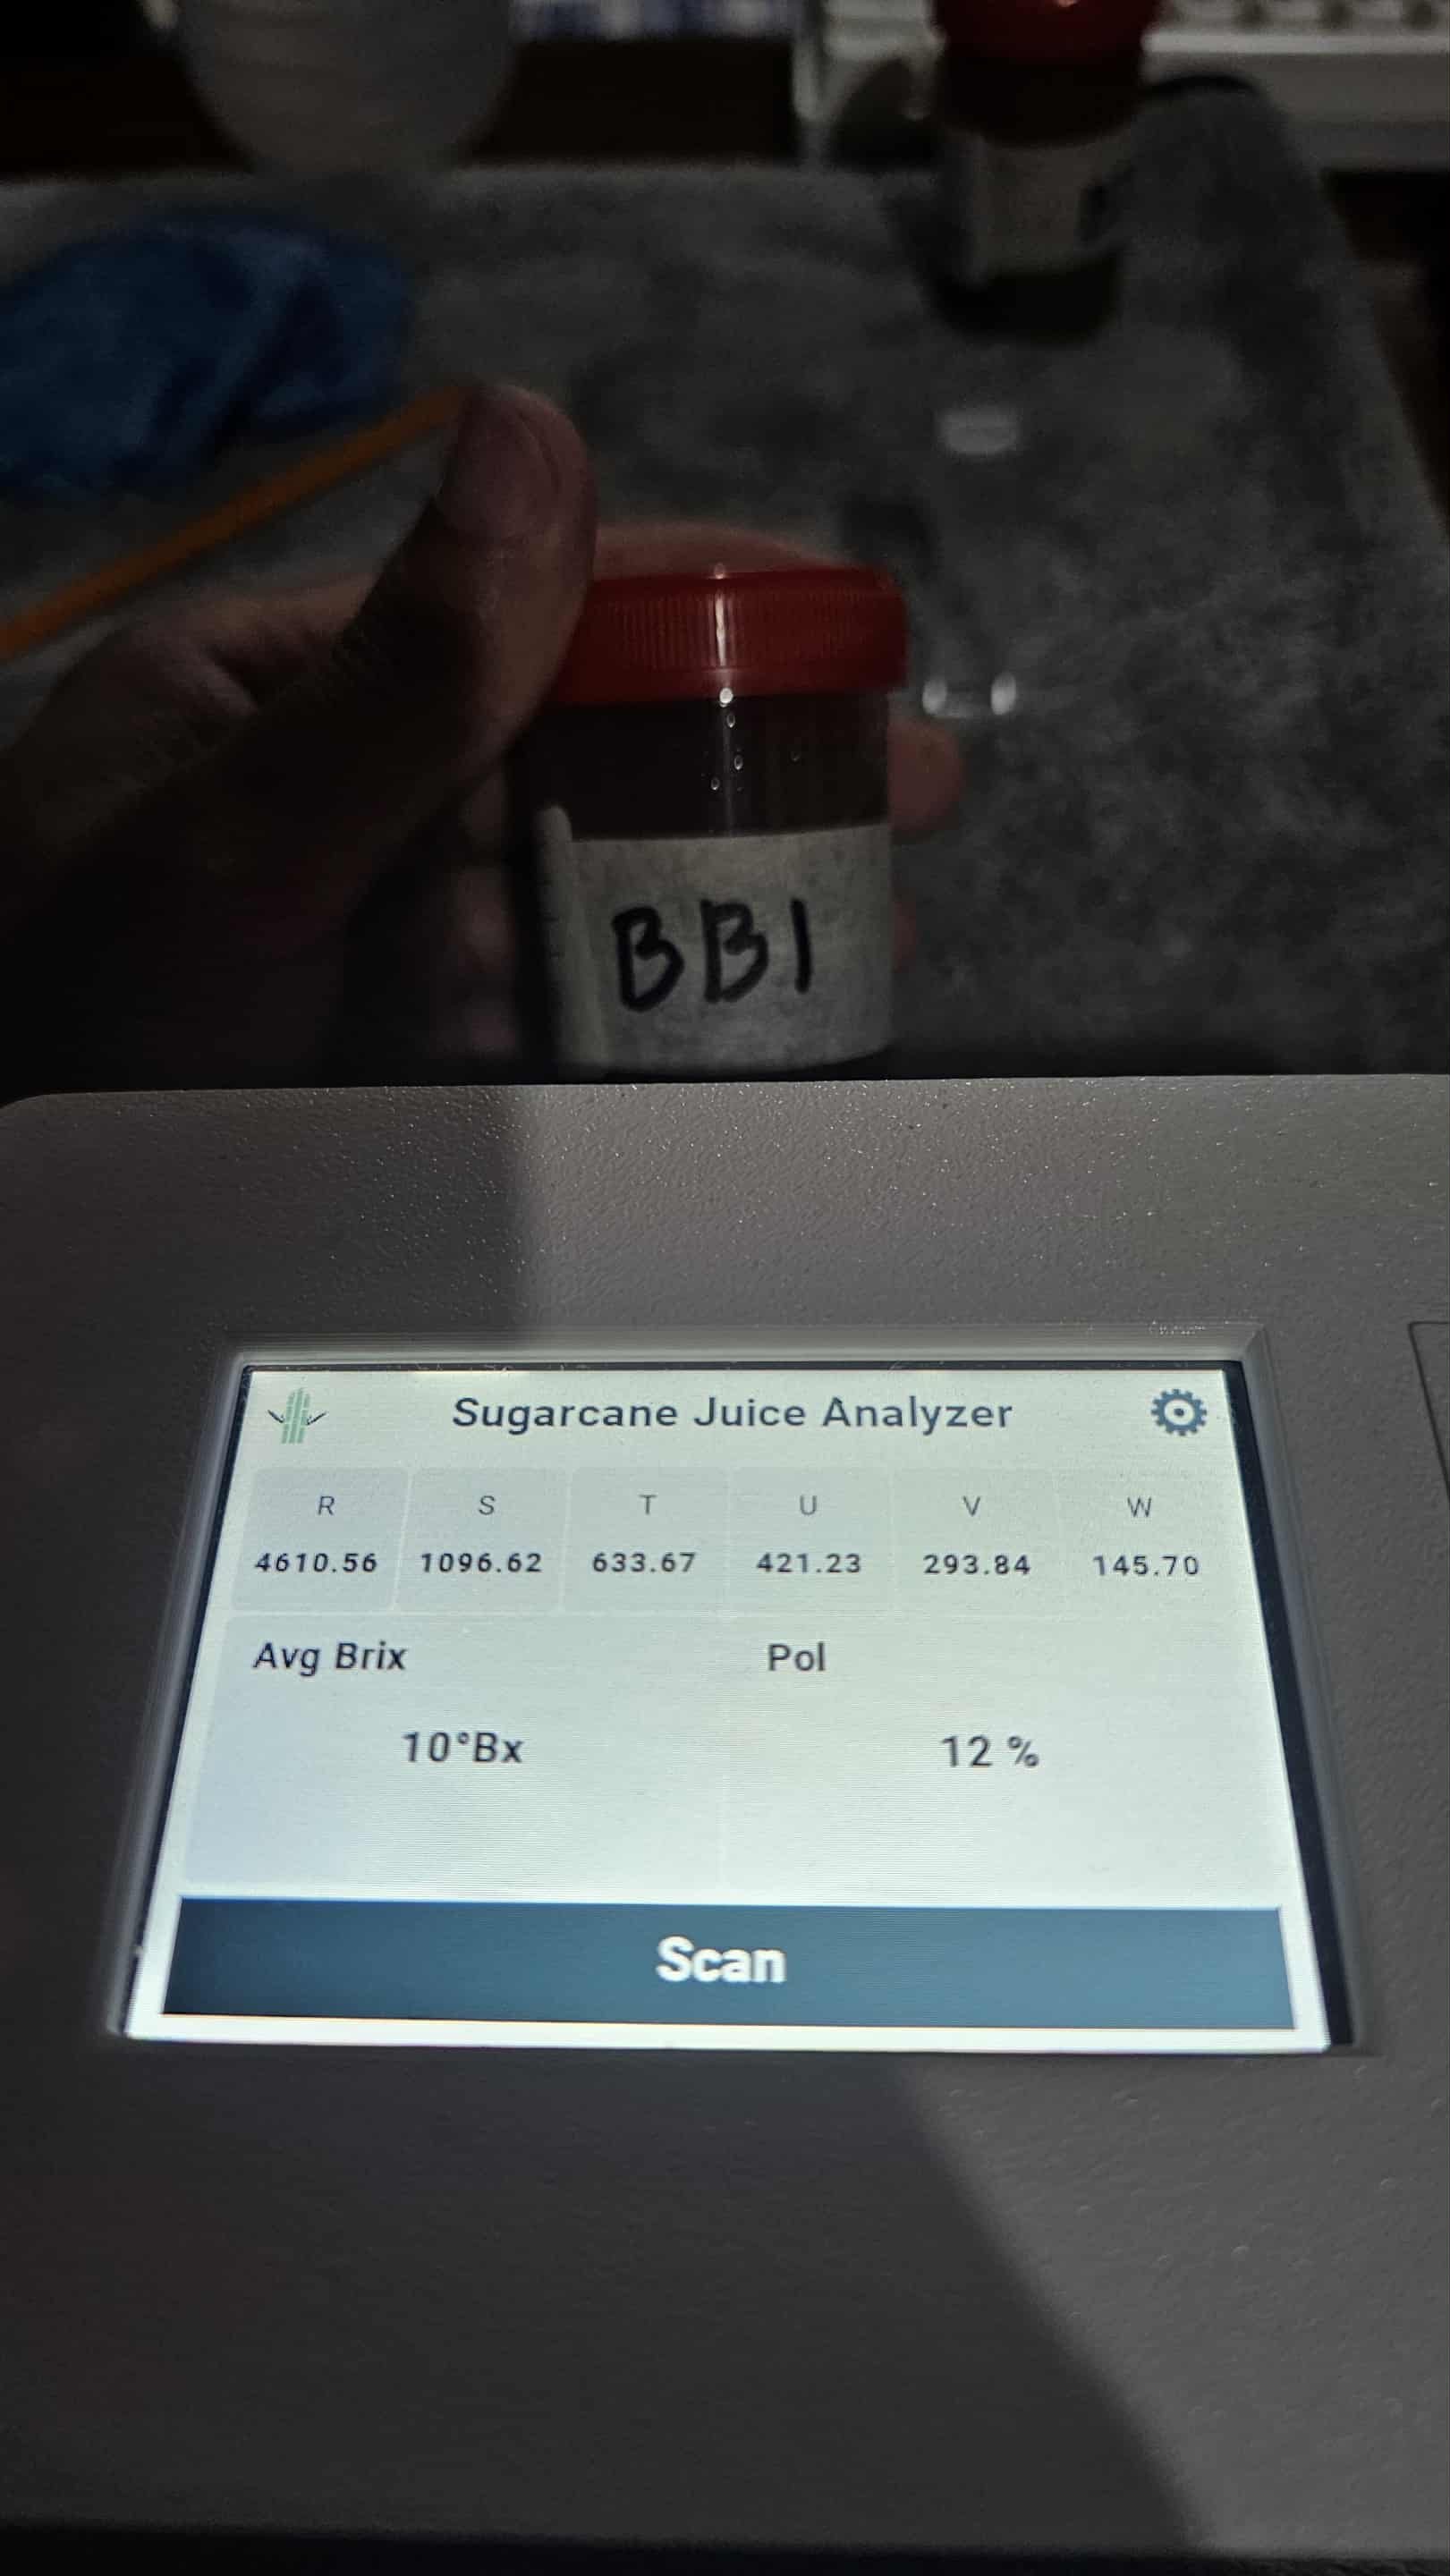 BB1
Sugarcane Juice Analyzer
R S T U V W
4610.56 1096.62 633.67 421.23 293.84 145.70
Avg Brix Pol
10°Bx 12 %
Scan